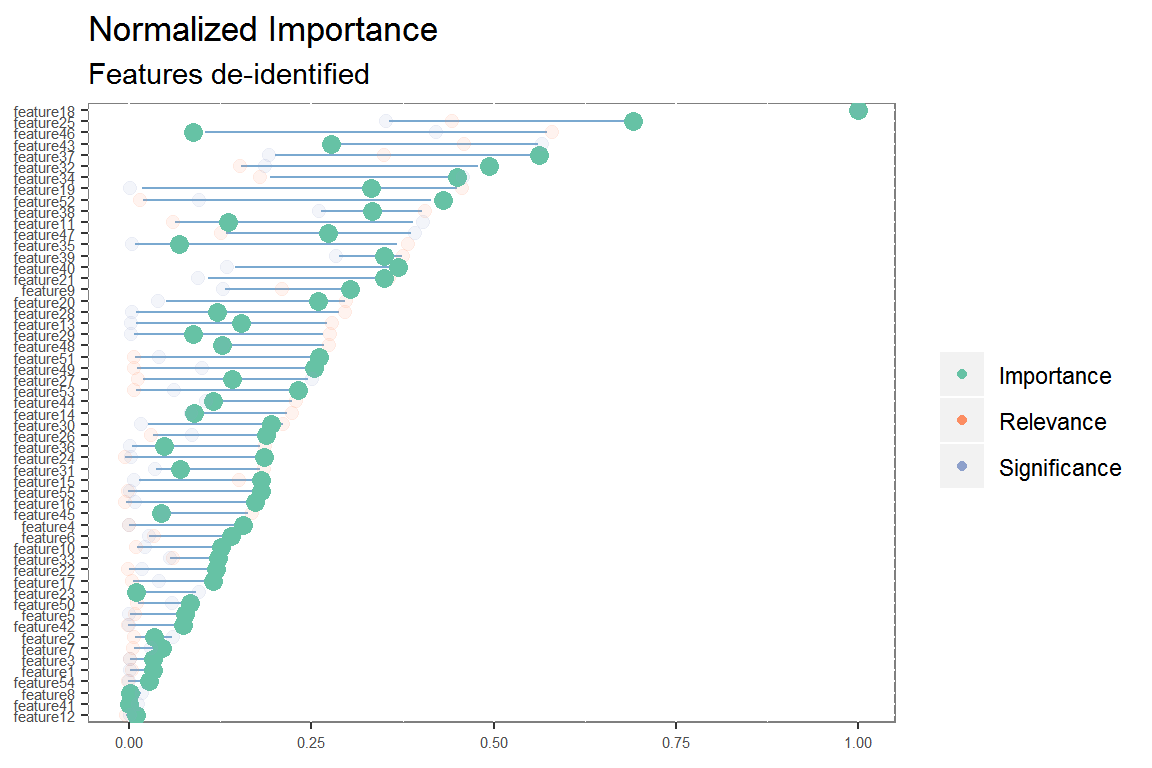 Normalized Importance
Features de-identified
feature18
feature25
feature46
feature43
feature37
feature32
feature34
feature19
feature52
feature38
feature11
feature47
feature35
feature39
feature40
feature21
feature9
feature20
feature28
feature13
feature29
feature48
feature51
feature49
feature27
feature53
feature44
feature14
feature30
feature26
feature36
feature24
feature31
feature15
feature55
feature16
feature45
feature4
feature6
feature10
feature33
feature22
feature17
feature23
feature50
feature5
feature42
feature2
feature7
feature3
feature1
feature54
feature8
feature41
feature12
0.00 0.25 0.50 0.75 1.00
Importance
Relevance
Significance